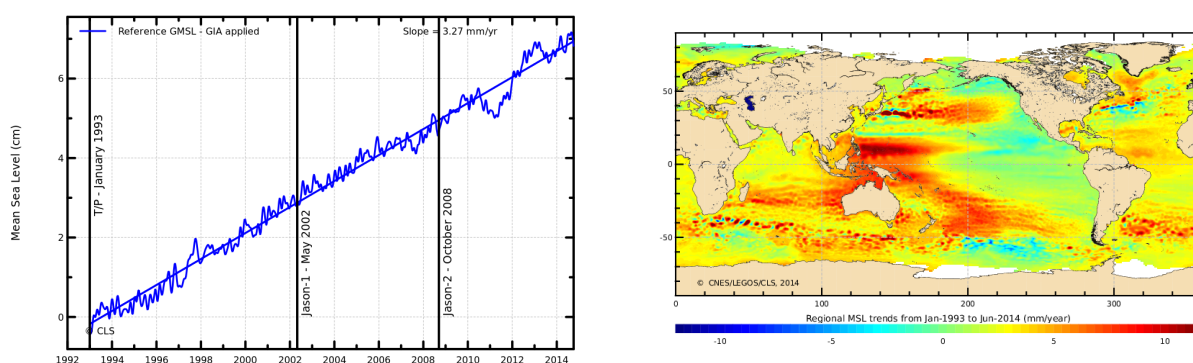 Reference GMSL - GIA applied
Slope = 3.27 mm/yr
Mean Sea Level (cm)
6
4
2
0
T/P - January 1993
Jason-1 - May 2002
Jason-2 - October 2008
© CLS
1992 1994 1996 1998 2000 2002 2004 2006 2008 2010 2012 2014
50
0
-50
© CNES/LEGOS/CLS, 2014
0 100 200 300
Regional MSL trends from Jan-1993 to Jun-2014 (mm/year)
-10 -5 0 5 10